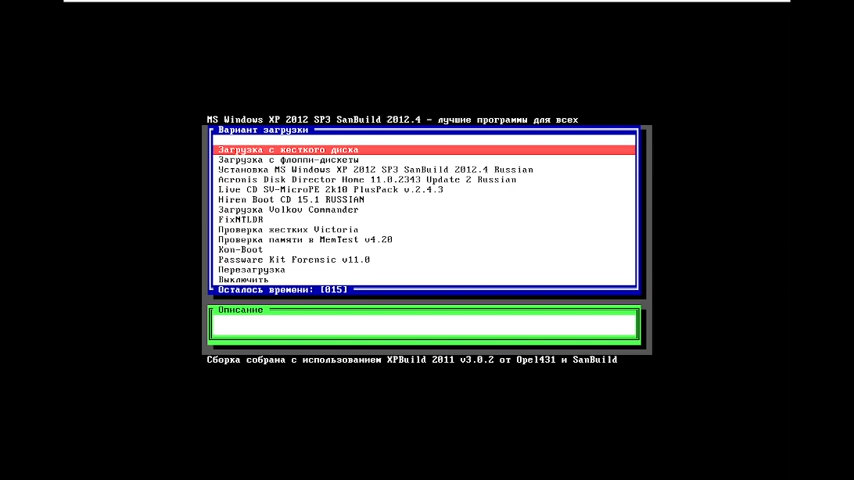 MS Windows XP 2012 SP3 SanBuild 2012.4 - лучшие программы для всех
Вариант загрузки
Загрузка с жесткого диска
Загрузка с флоппи-дискеты
Установка MS Windows XP 2012 SP3 SanBuild 2012.4 Russian
Acronis Disk Director Home 11.0.2343 Update 2 Russian
Live CD SV-MicroPE 2k10 PlusPack v.2.4.3
Hiren Boot CD 15.1 RUSSIAN
Загрузка Volkov Commander
FixNTLDR
Проверка жестких Victoria
Проверка памяти в MemTest v4.20
Kon-Boot
Passware Kit Forensic v11.0
Перезагрузка
Выключить
Осталось времени: [015]
Описание
Сборка собрана с использованием XPBuild 2011 v3.0.2 от Opel431 и SanBuild